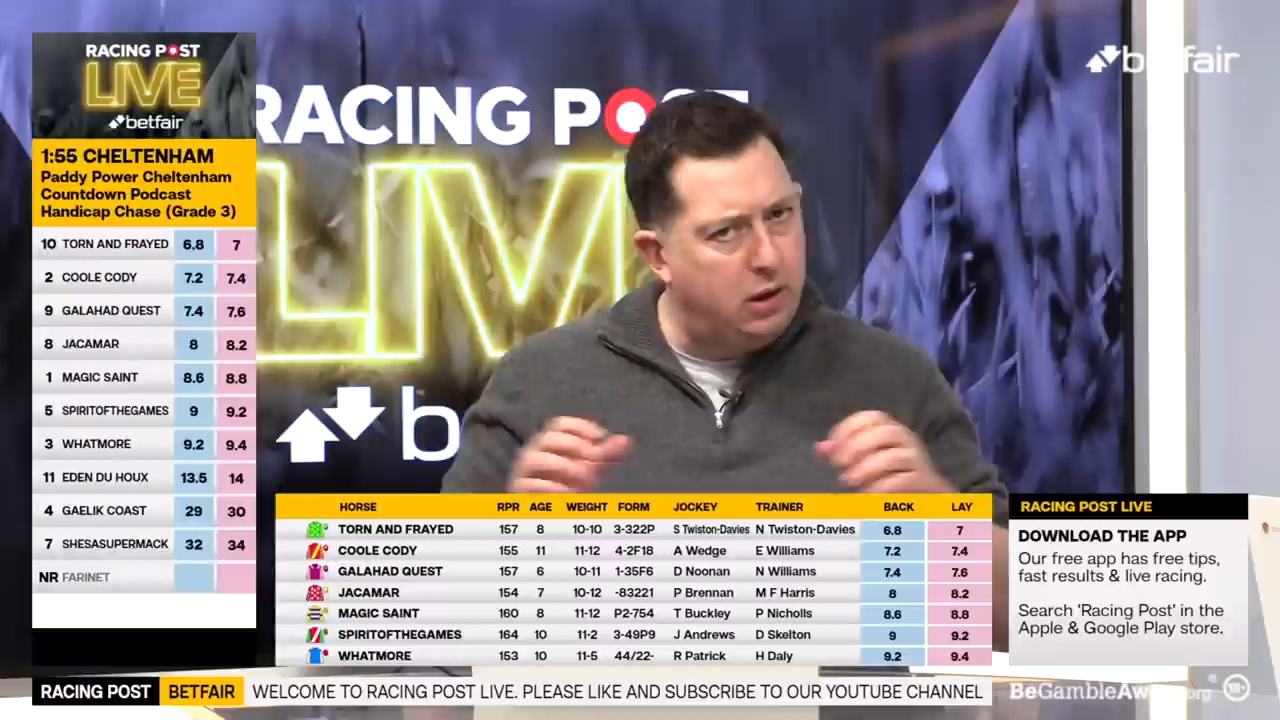 RACING POST
LIVE
betfair
1:55 CHELTENHAM
Paddy Power Cheltenham
Countdown Podcast
Handicap Chase (Grade 3)
10 TORN AND FRAYED 6.8 7
2 COOLE CODY 7.2 7.4
9 GALAHAD QUEST 7.4 7.6
8 JACAMAR 8 8.2
1 MAGIC SAINT 8.6 8.8
5 SPIRITOFTHEGAMES 9 9.2
3 WHATMORE 9.2 9.4
11 EDEN DU HOUX 13.5 14
4 GAELIK COAST 29 30
7 SHESASUPERMACK 32 34
NR FARINET
RACING PO
LIV
b
betfair
HORSE RPR AGE WEIGHT FORM JOCKEY TRAINER BACK LAY
TORN AND FRAYED 157 8 10-10 3-322P S Twiston-Davies N Twiston-Davies 6.8 7
COOLE CODY 155 11 11-12 4-2F18 A Wedge E Williams 7.2 7.4
GALAHAD QUEST 157 6 10-11 1-35F6 D Noonan N Williams 7.4 7.6
JACAMAR 154 7 10-12 -83221 P Brennan M F Harris 8 8.2
MAGIC SAINT 160 8 11-12 P2-754 T Buckley P Nicholls 8.6 8.8
SPIRITOFTHEGAMES 164 10 11-2 3-49P9 J Andrews D Skelton 9 9.2
WHATMORE 153 10 11-5 44/22- R Patrick H Daly 9.2 9.4
RACING POST LIVE
DOWNLOAD THE APP
Our free app has free tips,
fast results & live racing.
Search 'Racing Post' in the
Apple & Google Play store.
RACING POST BETFAIR WELCOME TO RACING POST LIVE. PLEASE LIKE AND SUBSCRIBE TO OUR YOUTUBE CHANNEL
BeGambleAware.org 18+